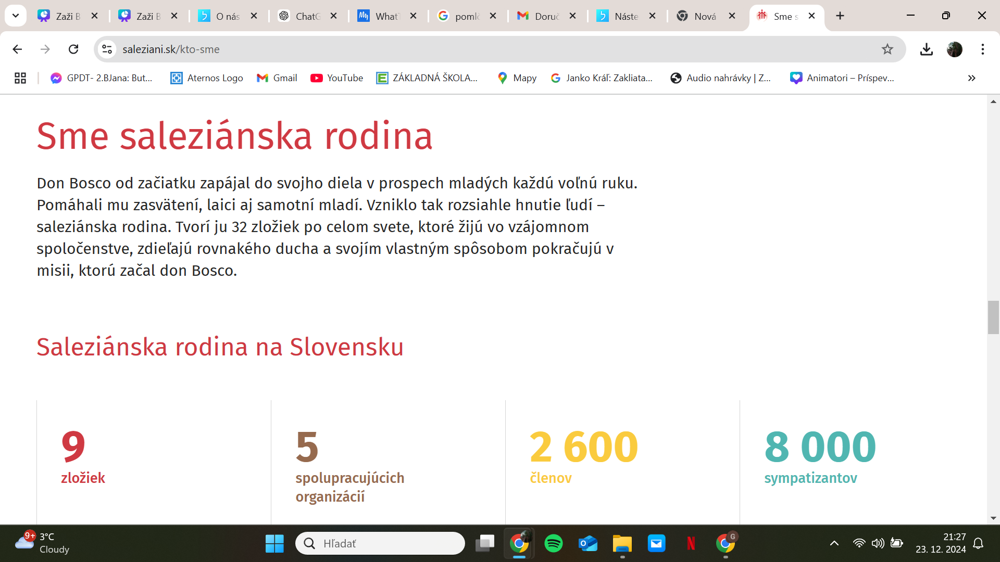 Zaži B
Zaži B
O nás
ChatG
WhatT
pomlč
Doruč
Náste
Nová
Sme s
saleziani.sk/kto-sme
GPDT- 2.BJana: But...
Aternos Logo
Gmail
YouTube
ZÁKLADNÁ ŠKOLA...
Mapy
Janko Kráľ: Zakliata...
Audio nahrávky | Z...
Animatori – Príspev...
Sme saleziánska rodina
Don Bosco od začiatku zapájal do svojho diela v prospech mladých každú voľnú ruku.
Pomáhali mu zasvätení, laici aj samotní mladí. Vzniklo tak rozsiahle hnutie ľudí –
saleziánska rodina. Tvorí ju 32 zložiek po celom svete, ktoré žijú vo vzájomnom
spoločenstve, zdieľajú rovnakého ducha a svojím vlastným spôsobom pokračujú v
misii, ktorú začal don Bosco.
Saleziánska rodina na Slovensku
9
zložiek
5
spolupracujúcich
organizácií
2 600
členov
8 000
sympatizantov
9+
3°C
Cloudy
Hľadať
G
21:27
23. 12. 2024